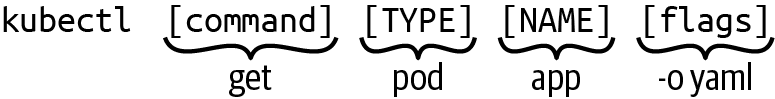 kubectl [command] [TYPE] [NAME] [flags]
get pod app -o yaml